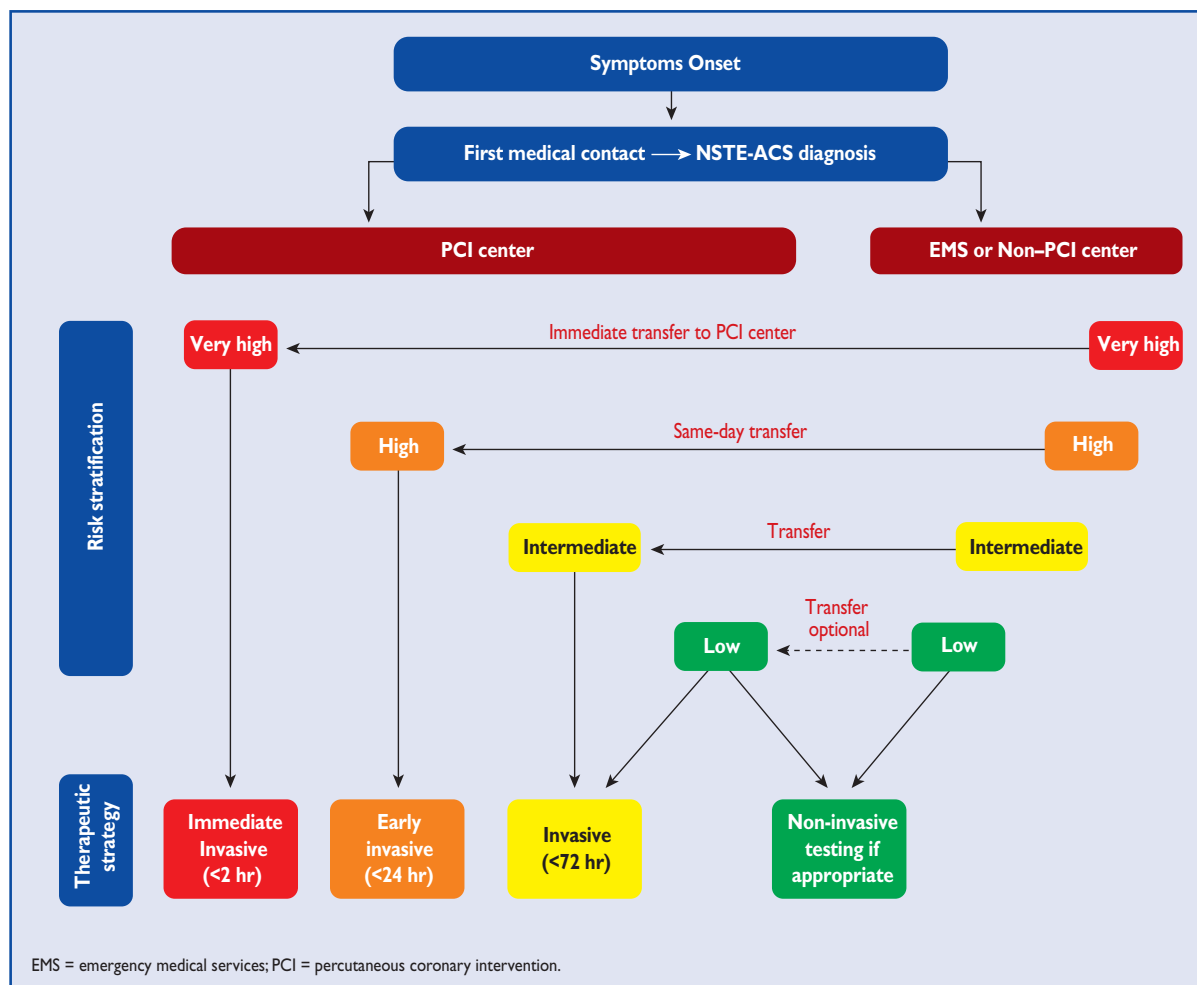 Symptoms Onset
First medical contact → NSTE-ACS diagnosis
PCI center
EMS or Non–PCI center
Risk stratification
Very high
Immediate transfer to PCI center
Very high
High
Same-day transfer
High
Intermediate
Transfer
Intermediate
Low
Transfer
optional
Low
Therapeutic
strategy
Immediate
Invasive
(<2 hr)
Early
invasive
(<24 hr)
Invasive
(<72 hr)
Non-invasive
testing if
appropriate
EMS = emergency medical services; PCI = percutaneous coronary intervention.